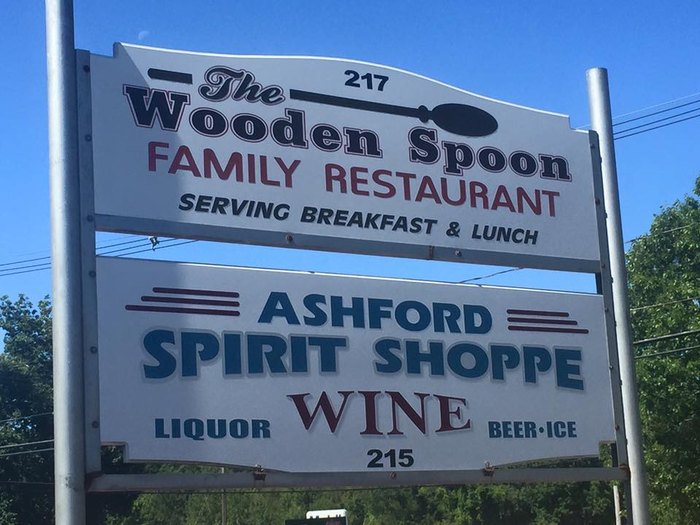 217
The
Wooden Spoon
FAMILY RESTAURANT
SERVING BREAKFAST & LUNCH
ASHFORD
SPIRIT SHOPPE
LIQUOR WINE BEER•ICE
215